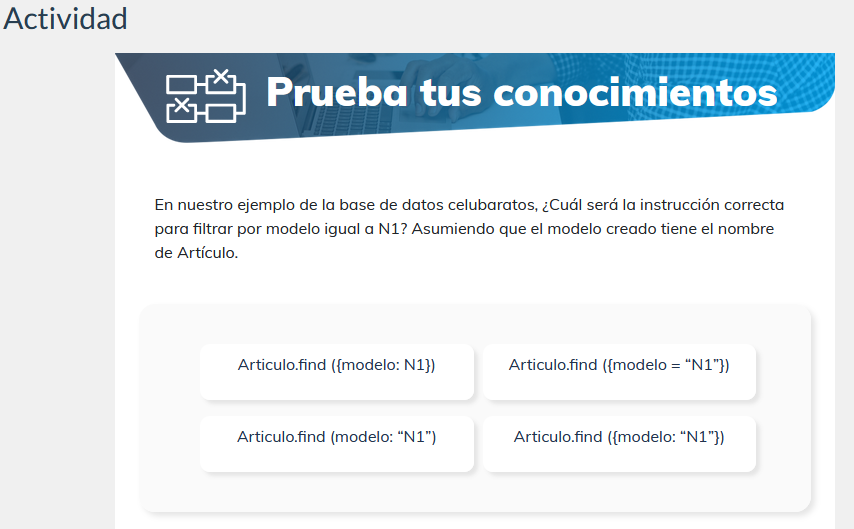 Actividad
Prueba tus conocimientos
En nuestro ejemplo de la base de datos celubaratos, ¿Cuál será la instrucción correcta
para filtrar por modelo igual a N1? Asumiendo que el modelo creado tiene el nombre
de Artículo.
Articulo.find ({modelo: N1})
Articulo.find ({modelo = “N1”})
Articulo.find (modelo: “N1”)
Articulo.find ({modelo: “N1”})